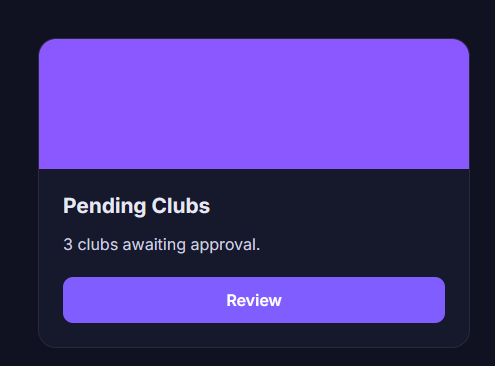 Pending Clubs
3 clubs awaiting approval.
Review